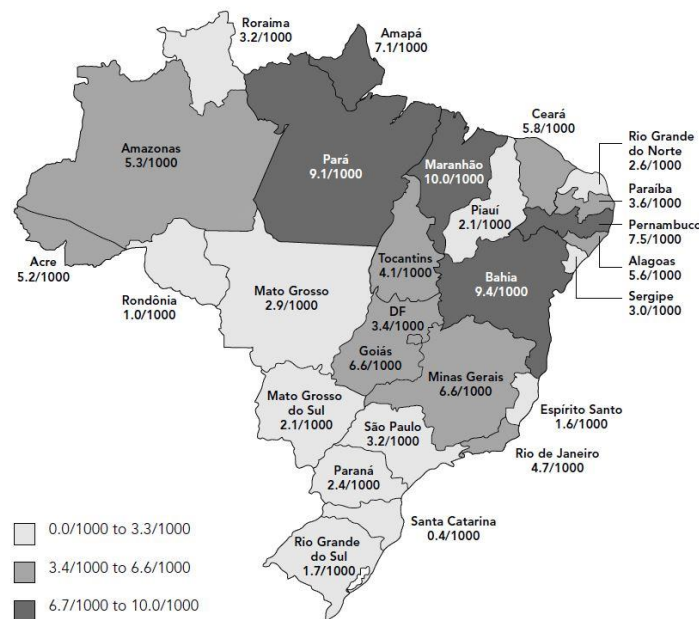 Roraima
3.2/1000
Amapá
7.1/1000
Amazonas
5.3/1000
Pará
9.1/1000
Maranhão
10.0/1000
Ceará
5.8/1000
Rio Grande
do Norte
2.6/1000
Paraíba
3.6/1000
Pernambuco
7.5/1000
Alagoas
5.6/1000
Sergipe
3.0/1000
Piauí
2.1/1000
Acre
5.2/1000
Rondônia
1.0/1000
Mato Grosso
2.9/1000
Tocantins
4.1/1000
Bahia
9.4/1000
DF
3.4/1000
Goiás
6.6/1000
Minas Gerais
6.6/1000
Espírito Santo
1.6/1000
Mato Grosso
do Sul
2.1/1000
São Paulo
3.2/1000
Rio de Janeiro
4.7/1000
Paraná
2.4/1000
Santa Catarina
0.4/1000
Rio Grande
do Sul
1.7/1000
0.0/1000 to 3.3/1000
3.4/1000 to 6.6/1000
6.7/1000 to 10.0/1000